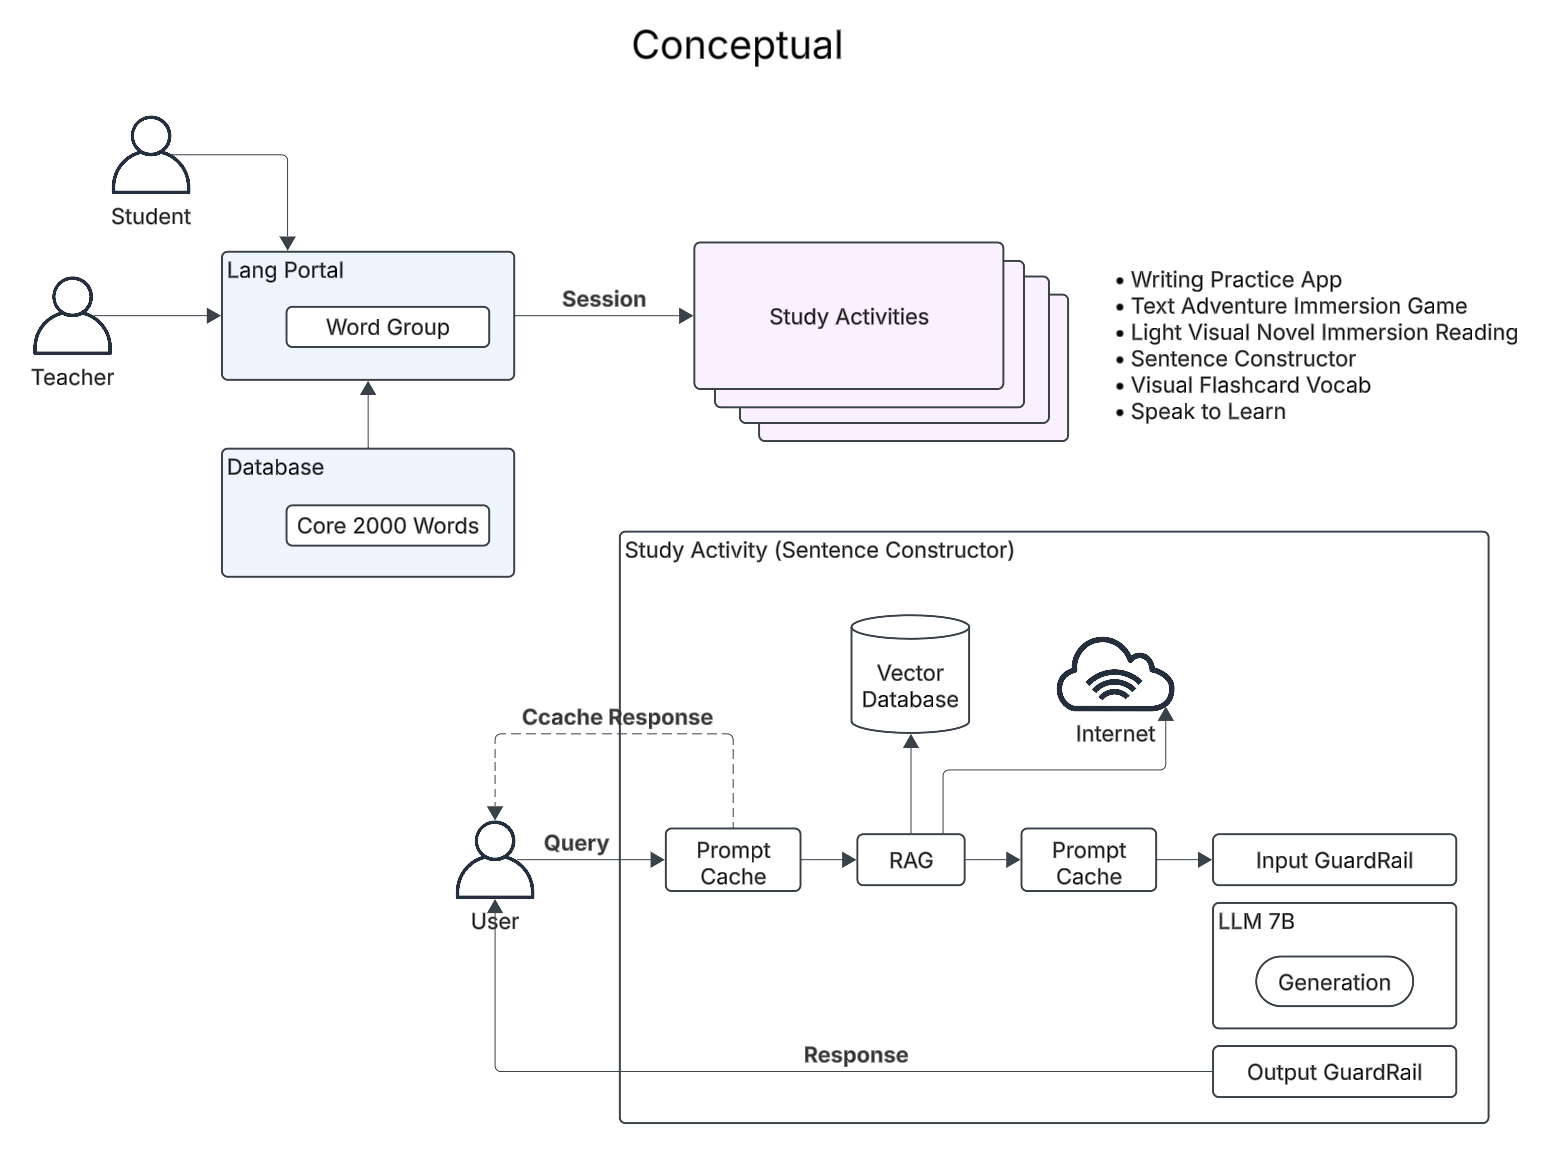 Conceptual
Student
Teacher
Lang Portal
Word Group
Session
Study Activities
• Writing Practice App
• Text Adventure Immersion Game
• Light Visual Novel Immersion Reading
• Sentence Constructor
• Visual Flashcard Vocab
• Speak to Learn
Database
Core 2000 Words
Study Activity (Sentence Constructor)
Vector
Database
Internet
Ccache Response
Query
User
Prompt
Cache
RAG
Prompt
Cache
Input GuardRail
LLM 7B
Generation
Response
Output GuardRail